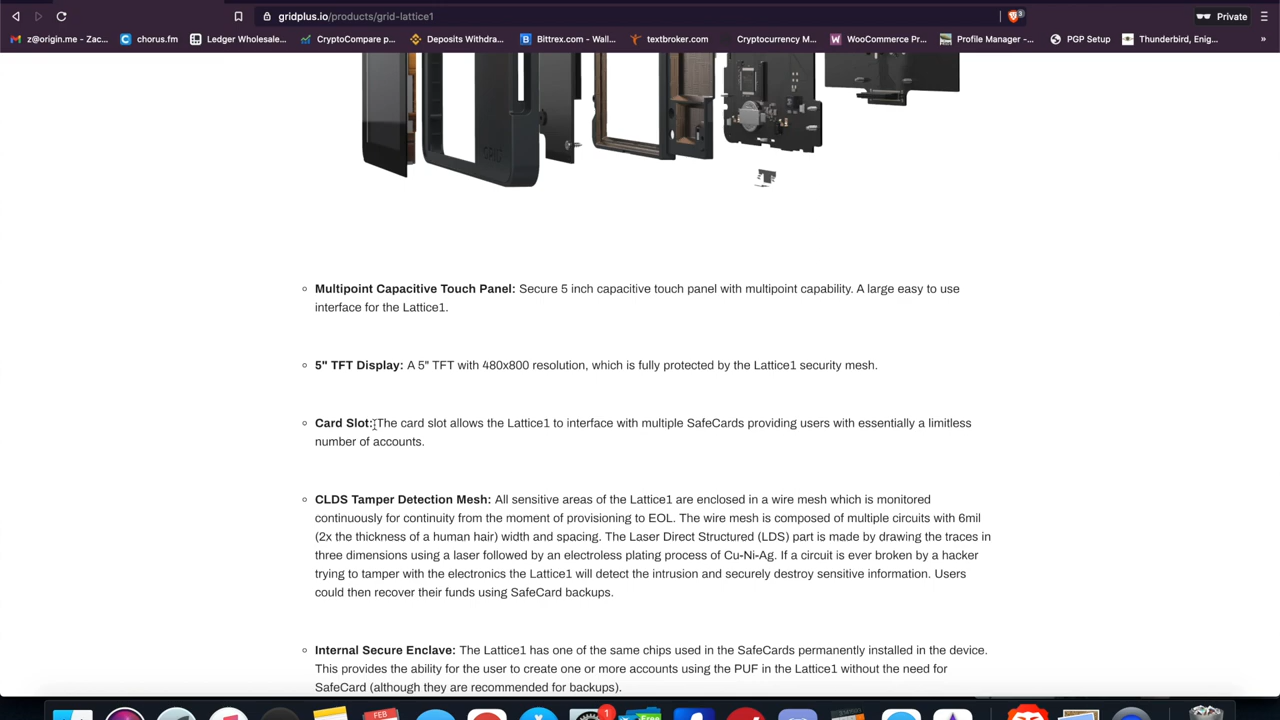 gridplus.io/products/grid-lattice1
3
Private
z@origin.me - Zac...
chorus.fm
Ledger Wholesale...
CryptoCompare p...
Deposits Withdra...
Bittrex.com - Wall...
textbroker.com
Cryptocurrency M...
WooCommerce Pr...
Profile Manager -...
PGP Setup
Thunderbird, Enig...
»
GRID
Multipoint Capacitive Touch Panel: Secure 5 inch capacitive touch panel with multipoint capability. A large easy to use
interface for the Lattice1.
5" TFT Display: A 5" TFT with 480x800 resolution, which is fully protected by the Lattice1 security mesh.
Card Slot: The card slot allows the Lattice1 to interface with multiple SafeCards providing users with essentially a limitless
number of accounts.
CLDS Tamper Detection Mesh: All sensitive areas of the Lattice1 are enclosed in a wire mesh which is monitored
continuously for continuity from the moment of provisioning to EOL. The wire mesh is composed of multiple circuits with 6mil
(2x the thickness of a human hair) width and spacing. The Laser Direct Structured (LDS) part is made by drawing the traces in
three dimensions using a laser followed by an electroless plating process of Cu-Ni-Ag. If a circuit is ever broken by a hacker
trying to tamper with the electronics the Lattice1 will detect the intrusion and securely destroy sensitive information. Users
could then recover their funds using SafeCard backups.
Internal Secure Enclave: The Lattice1 has one of the same chips used in the SafeCards permanently installed in the device.
This provides the ability for the user to create one or more accounts using the PUF in the Lattice1 without the need for
SafeCard (although they are recommended for backups).
FEB
1
Free